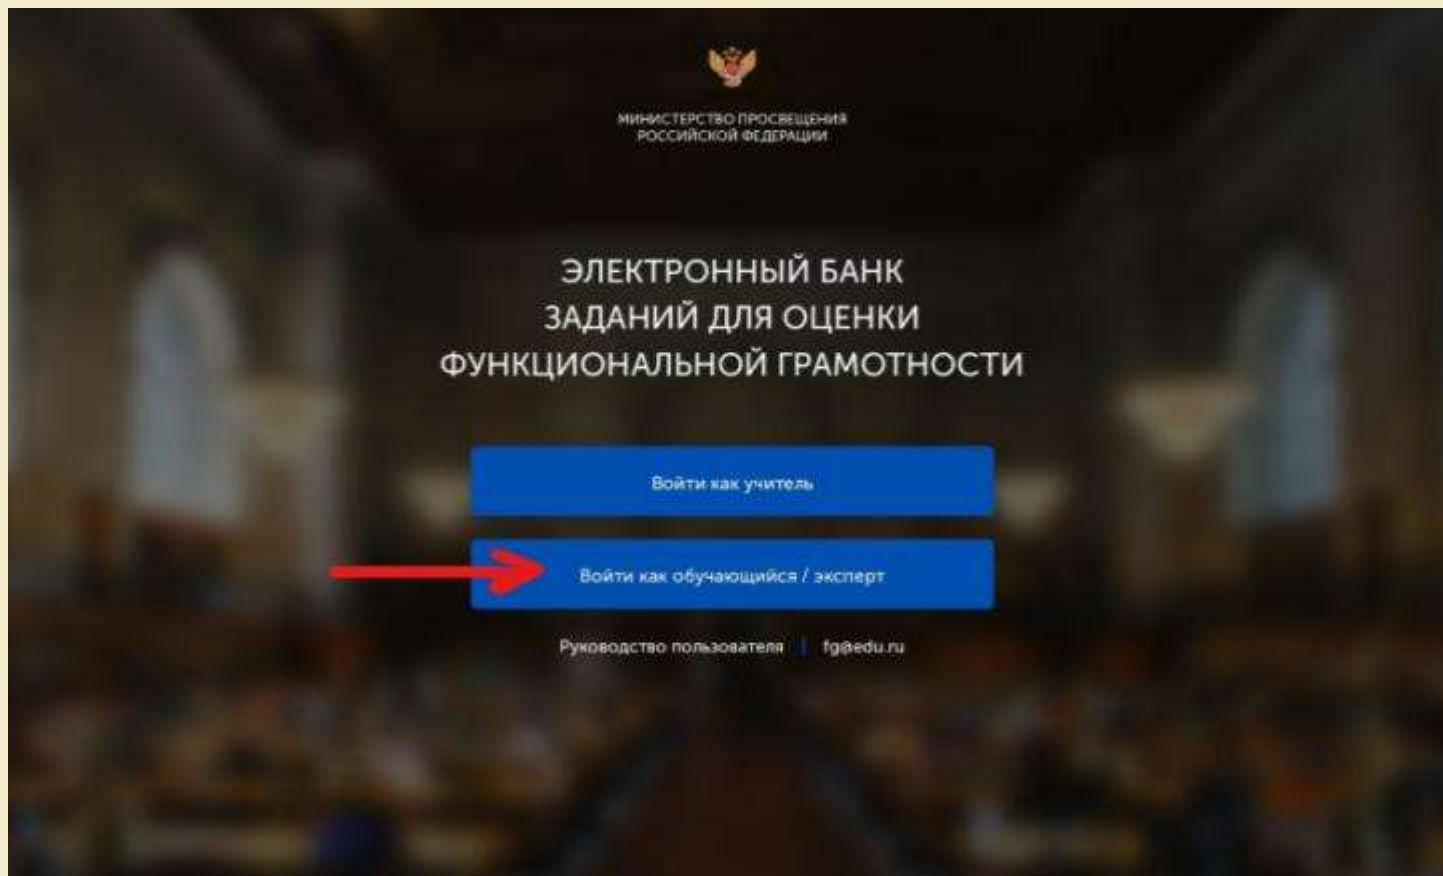 МИНИСТЕРСТВО ПРОСВЕЩЕНИЯ
РОССИЙСКОЙ ФЕДЕРАЦИИ
ЭЛЕКТРОННЫЙ БАНК
ЗАДАНИЙ ДЛЯ ОЦЕНКИ
ФУНКЦИОНАЛЬНОЙ ГРАМОТНОСТИ
Войти как учитель
Войти как обучающийся / эксперт
Руководство пользователя | fg@edu.ru